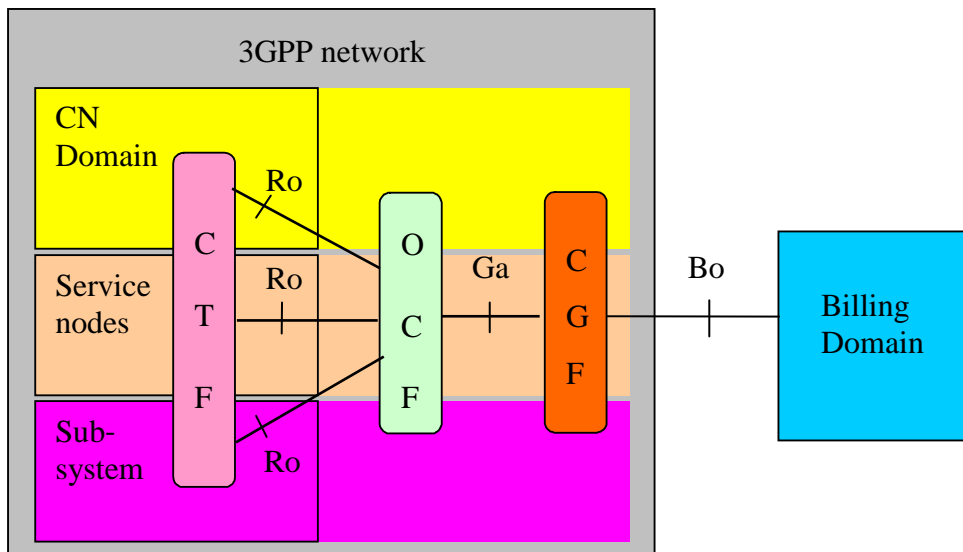 3GPP network
CN
Domain
Ro
C
T
F
O
C
F
C
G
F
Service
nodes
Ro
Ga
Bo
Billing
Domain
Sub-
system
Ro